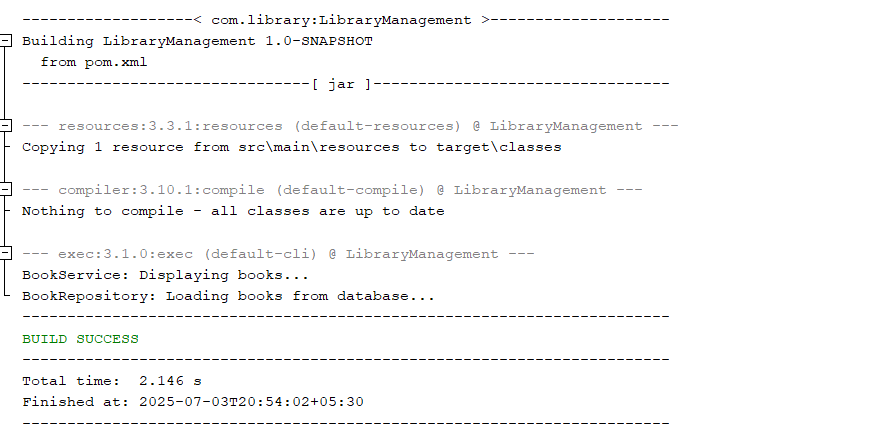 -------------------< com.library:LibraryManagement >--------------------
Building LibraryManagement 1.0-SNAPSHOT
  from pom.xml
--------------------------------[ jar ]---------------------------------
--- resources:3.3.1:resources (default-resources) @ LibraryManagement ---
Copying 1 resource from src\main\resources to target\classes
--- compiler:3.10.1:compile (default-compile) @ LibraryManagement ---
Nothing to compile - all classes are up to date
--- exec:3.1.0:exec (default-cli) @ LibraryManagement ---
BookService: Displaying books...
BookRepository: Loading books from database...
------------------------------------------------------------------------
BUILD SUCCESS
------------------------------------------------------------------------
Total time:  2.146 s
Finished at: 2025-07-03T20:54:02+05:30
------------------------------------------------------------------------